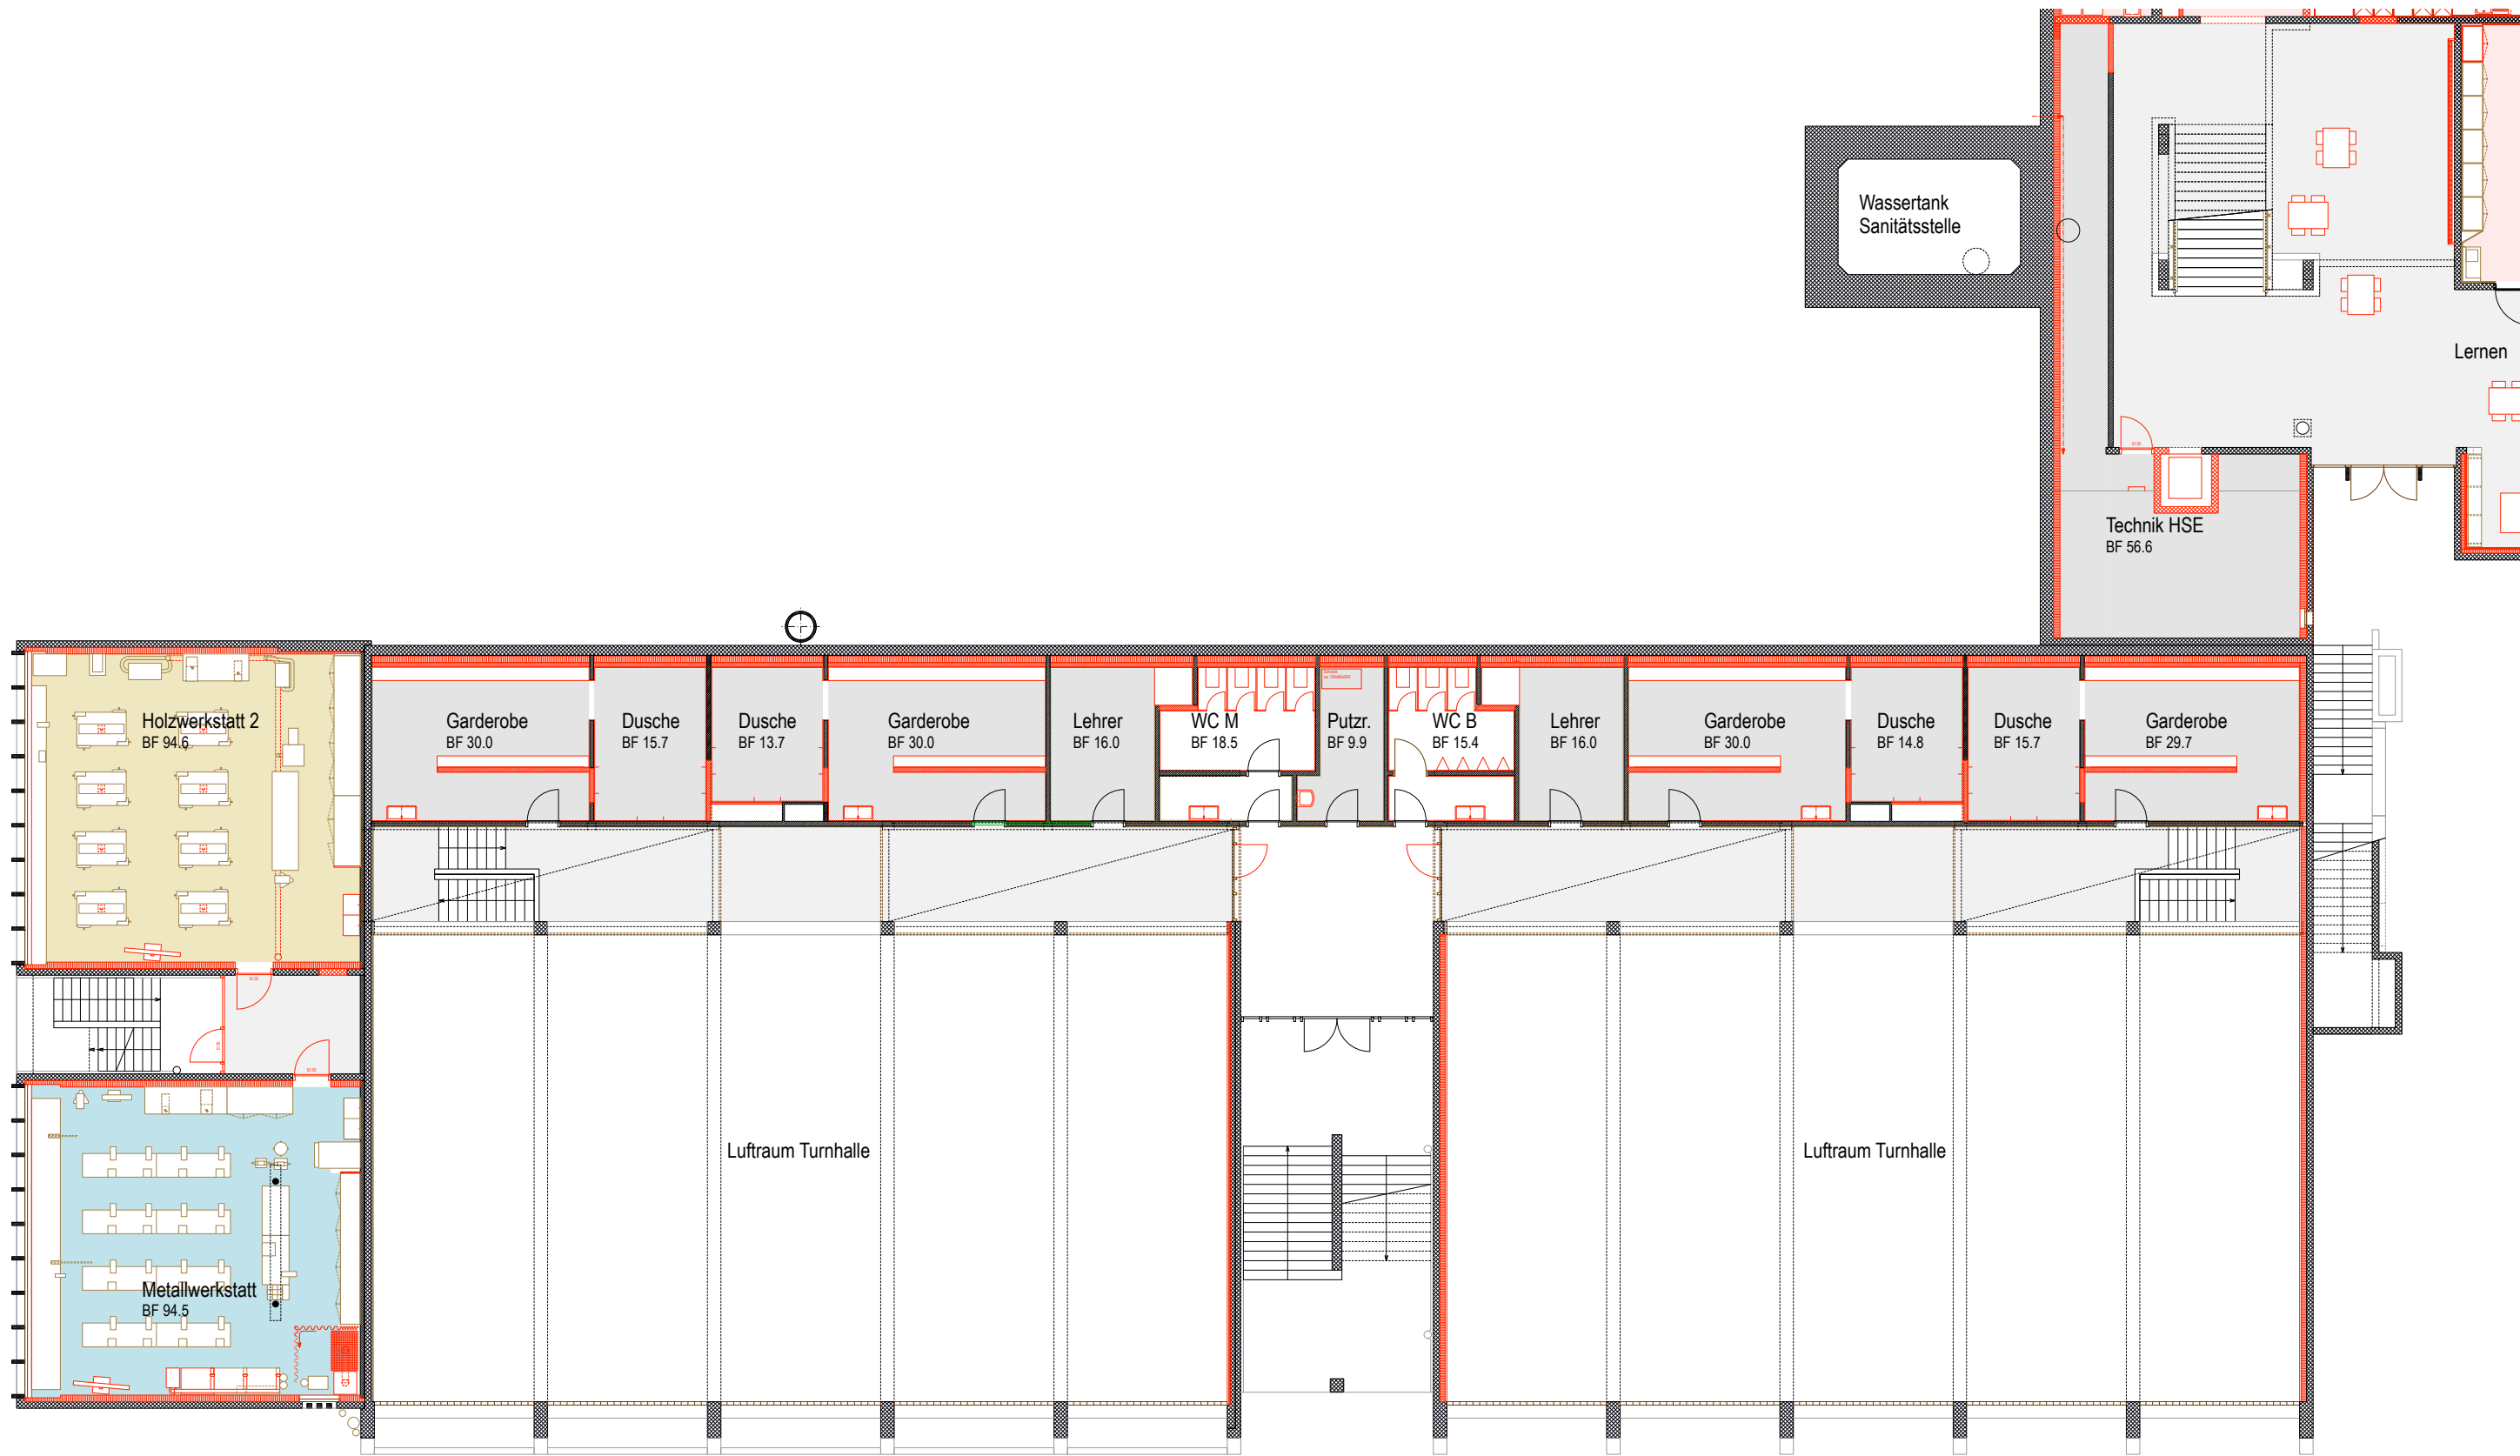 Wassertank
Sanitätsstelle
Lernen
Technik HSE
BF 56.6
Holzwerkstatt 2
BF 94.6
Garderobe
BF 30.0
Dusche
BF 15.7
Dusche
BF 13.7
Garderobe
BF 30.0
Lehrer
BF 16.0
WC M
BF 18.5
Putzr.
BF 9.9
WC B
BF 15.4
Lehrer
BF 16.0
Garderobe
BF 30.0
Dusche
BF 14.8
Dusche
BF 15.7
Garderobe
BF 29.7
Luftraum Turnhalle
Luftraum Turnhalle
Metallwerkstatt
BF 94.5